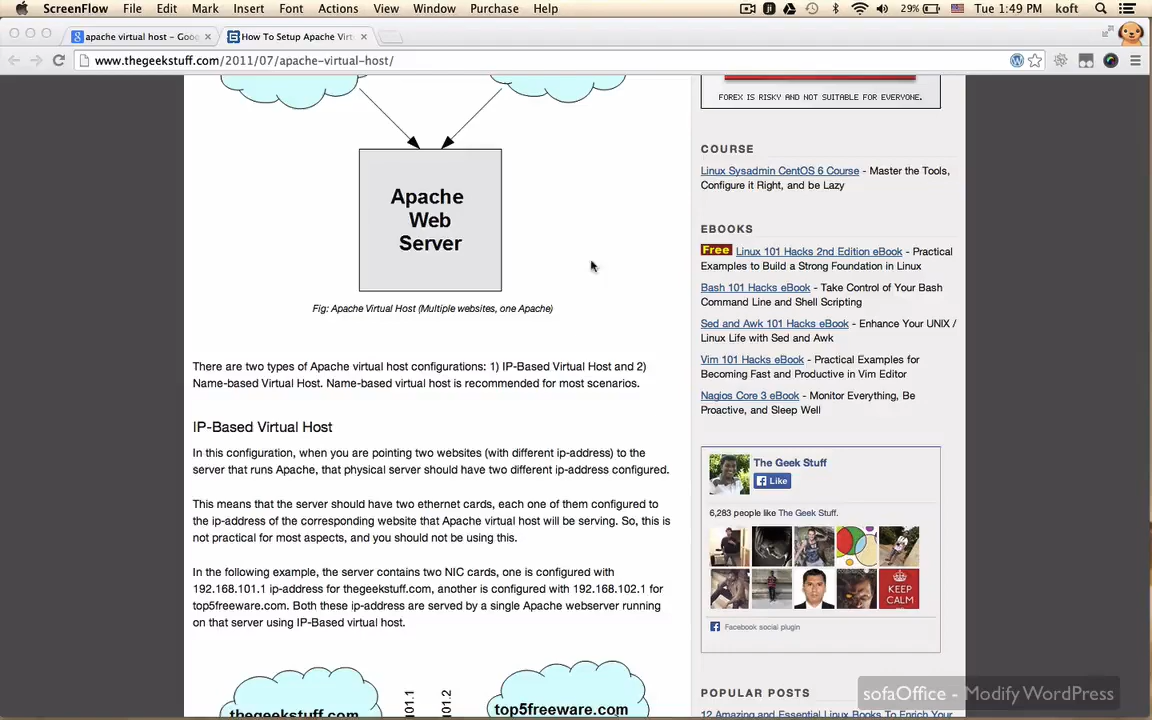 ScreenFlow File Edit Mark Insert Font Actions View Window Purchase Help 29% Tue 1:49 PM koft
apache virtual host – Goo
How To Setup Apache Virt
www.thegeekstuff.com/2011/07/apache-virtual-host/
Apache
Web
Server
Fig: Apache Virtual Host (Multiple websites, one Apache)
There are two types of Apache virtual host configurations: 1) IP-Based Virtual Host and 2)
Name-based Virtual Host. Name-based virtual host is recommended for most scenarios.
IP-Based Virtual Host
In this configuration, when you are pointing two websites (with different ip-address) to the
server that runs Apache, that physical server should have two different ip-address configured.
This means that the server should have two ethernet cards, each one of them configured to
the ip-address of the corresponding website that Apache virtual host will be serving. So, this is
not practical for most aspects, and you should not be using this.
In the following example, the server contains two NIC cards, one is configured with
192.168.101.1 ip-address for thegeekstuff.com, another is configured with 192.168.102.1 for
top5freeware.com. Both these ip-address are served by a single Apache webserver running
on that server using IP-Based virtual host.
thegeekstuff.com
101.1
101.2
top5freeware.com
FOREX IS RISKY AND NOT SUITABLE FOR EVERYONE.
COURSE
Linux Sysadmin CentOS 6 Course - Master the Tools,
Configure it Right, and be Lazy
EBOOKS
Free Linux 101 Hacks 2nd Edition eBook - Practical
Examples to Build a Strong Foundation in Linux
Bash 101 Hacks eBook - Take Control of Your Bash
Command Line and Shell Scripting
Sed and Awk 101 Hacks eBook - Enhance Your UNIX /
Linux Life with Sed and Awk
Vim 101 Hacks eBook - Practical Examples for
Becoming Fast and Productive in Vim Editor
Nagios Core 3 eBook - Monitor Everything, Be
Proactive, and Sleep Well
The Geek Stuff
Like
6,283 people like The Geek Stuff.
KEEP
CALM
Facebook social plugin
POPULAR POSTS
12 Amazing and Essential Linux Books To Enrich Your
sofaOffice - Modify WordPress